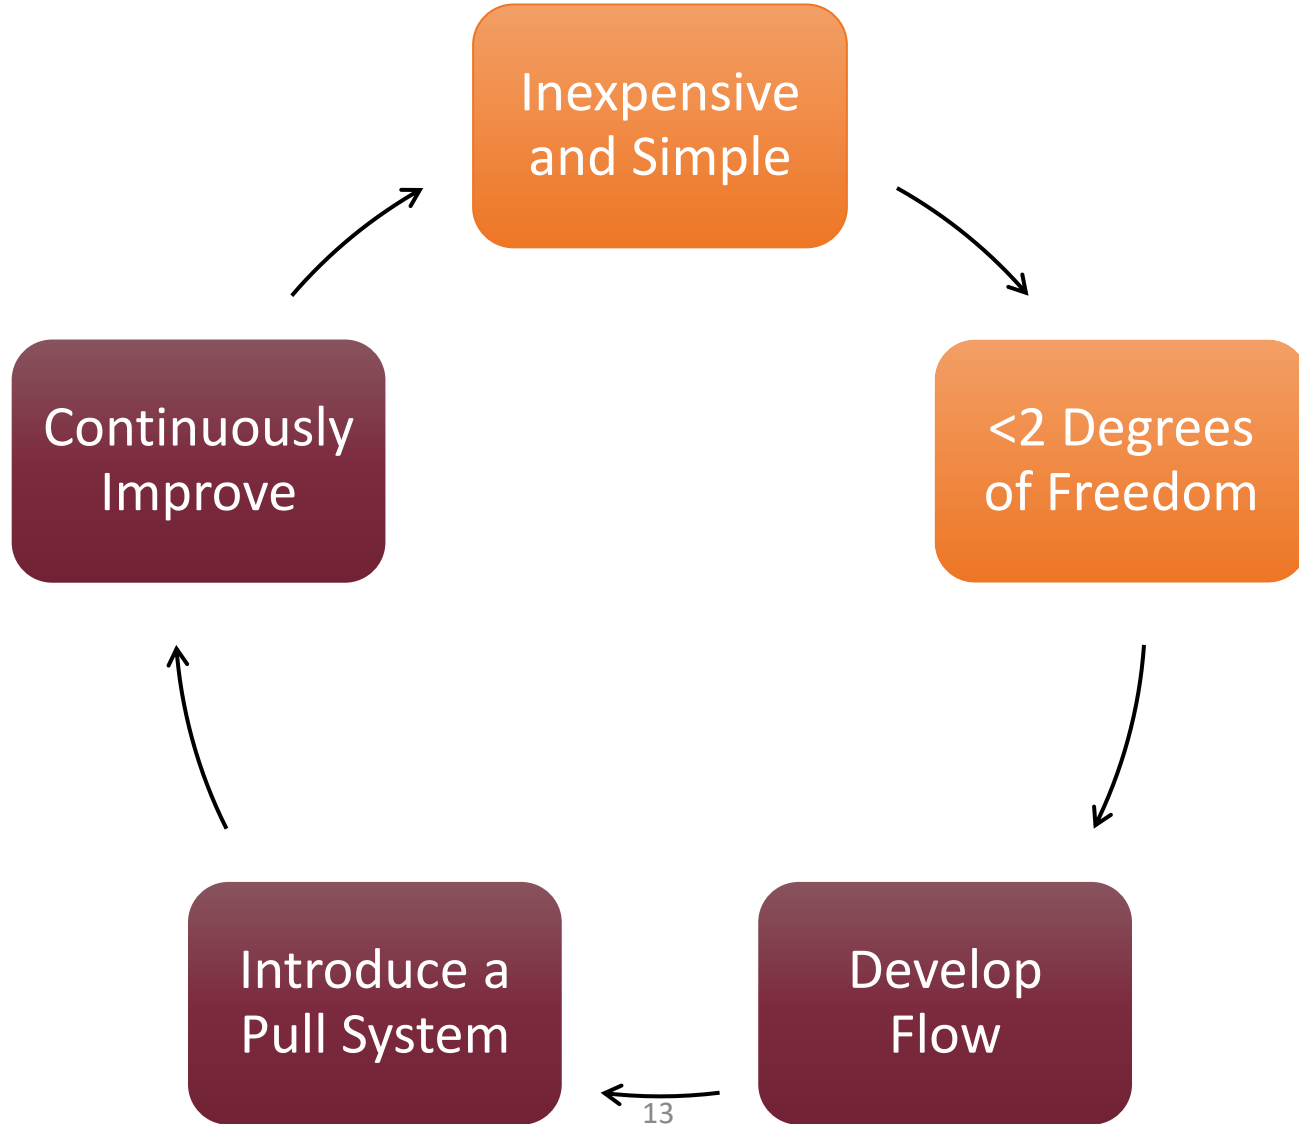 Inexpensive
and Simple
<2 Degrees
of Freedom
Develop
Flow
Introduce a
Pull System
Continuously
Improve
13